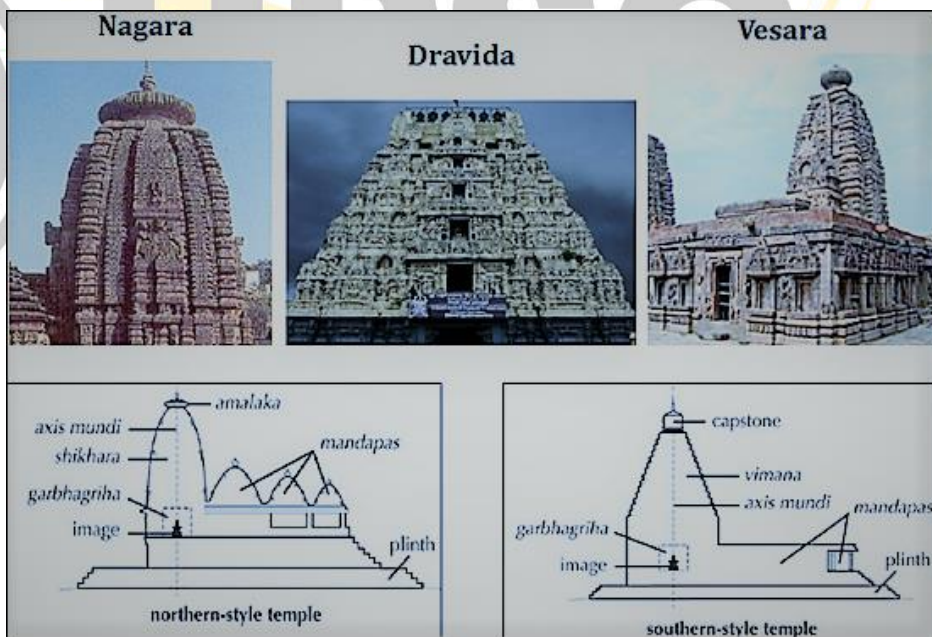 Nagara
Dravida
Vesara
amalaka
axis mundi
shikhara
mandapas
garbhagriha
image
plinth
northern-style temple
capstone
vimana
axis mundi
mandapas
garbhagriha
image
plinth
southern-style temple